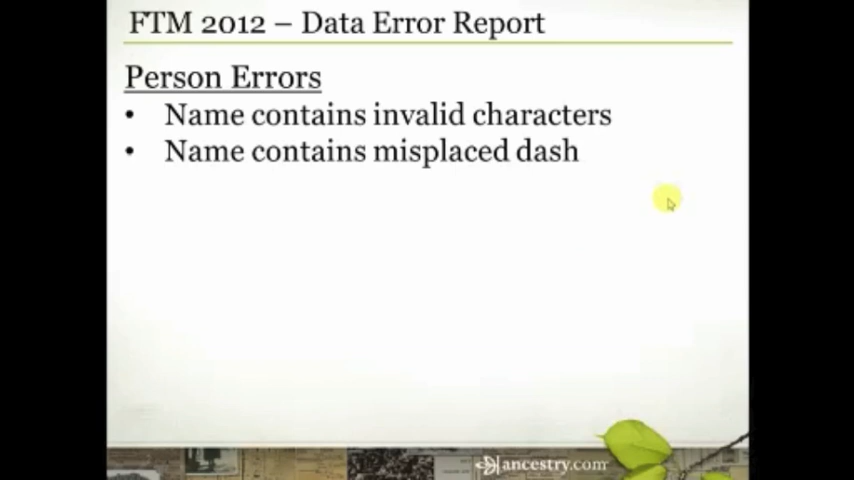 FTM 2012 – Data Error Report
Person Errors
• Name contains invalid characters
• Name contains misplaced dash
ancestry.com